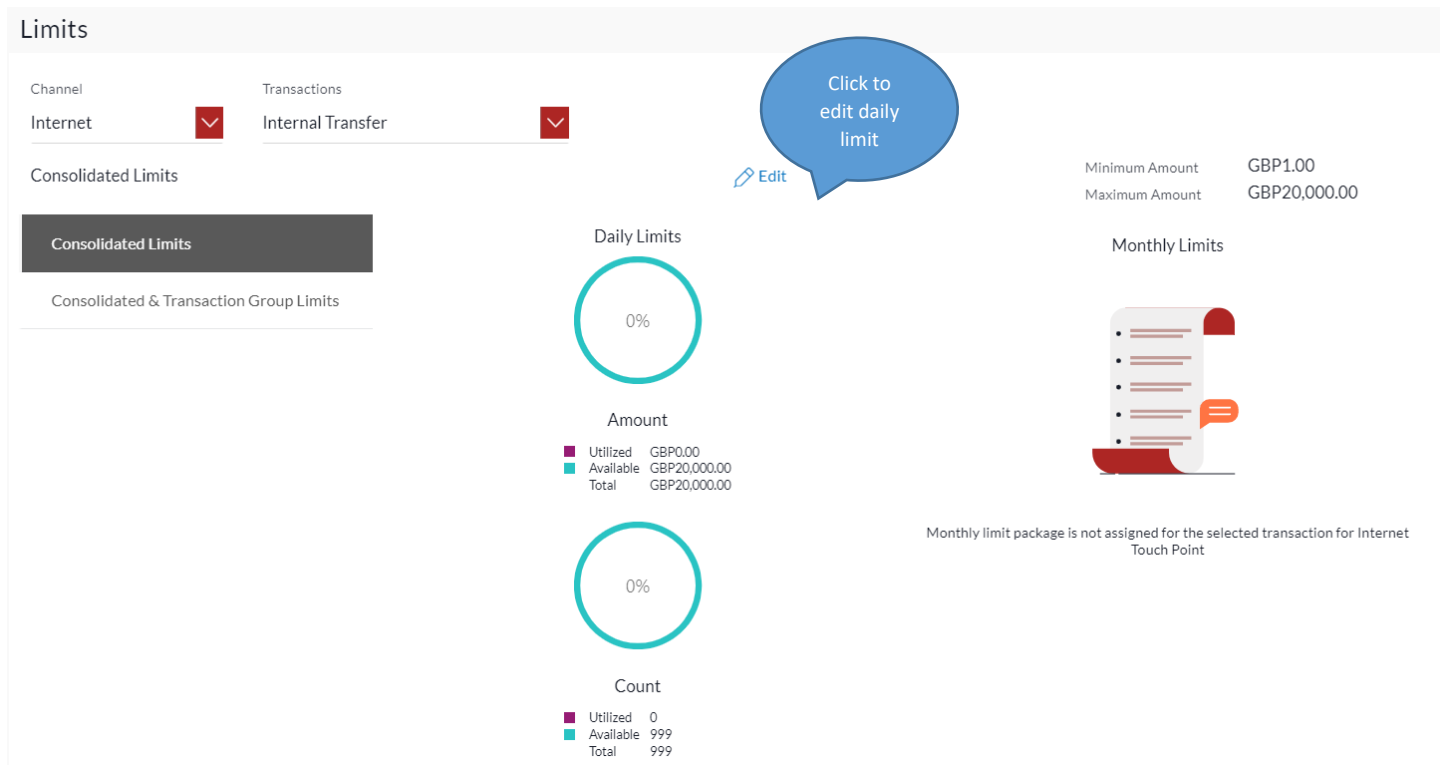 Limits
Channel
Transactions
Internet
Internal Transfer
Click to
edit daily
limit
Consolidated Limits
Edit
Minimum Amount GBP1.00
Maximum Amount GBP20,000.00
Consolidated Limits
Consolidated & Transaction Group Limits
Daily Limits
0%
Amount
Utilized GBP0.00
Available GBP20,000.00
Total GBP20,000.00
0%
Count
Utilized 0
Available 999
Total 999
Monthly Limits
Monthly limit package is not assigned for the selected transaction for Internet
Touch Point